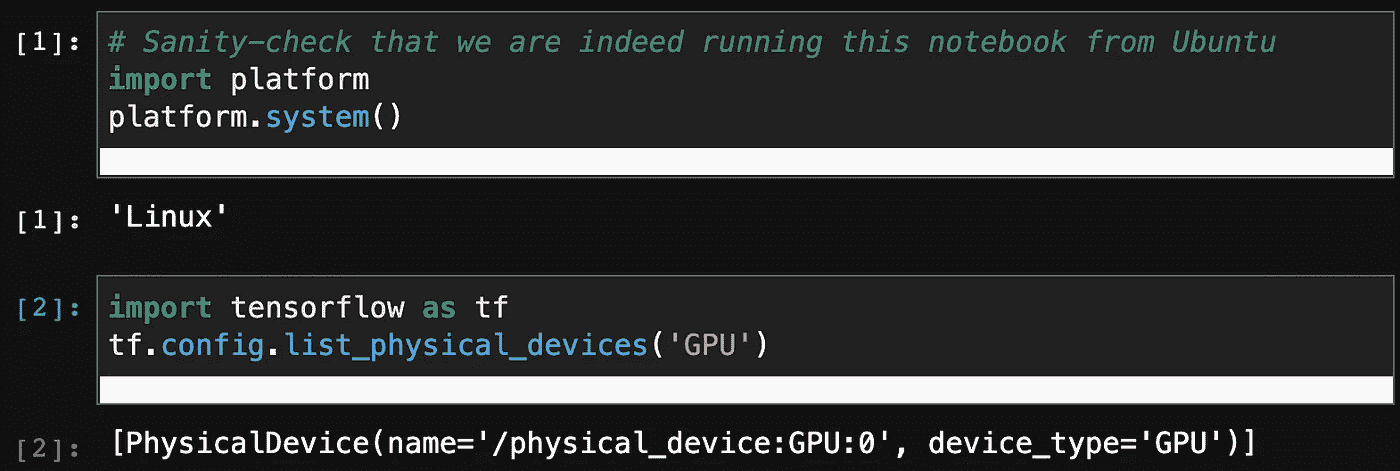 [1]: # Sanity-check that we are indeed running this notebook from Ubuntu
import platform
platform.system()
[1]: 'Linux'
[2]: import tensorflow as tf
tf.config.list_physical_devices('GPU')
[2]: [PhysicalDevice(name='/physical_device:GPU:0', device_type='GPU')]